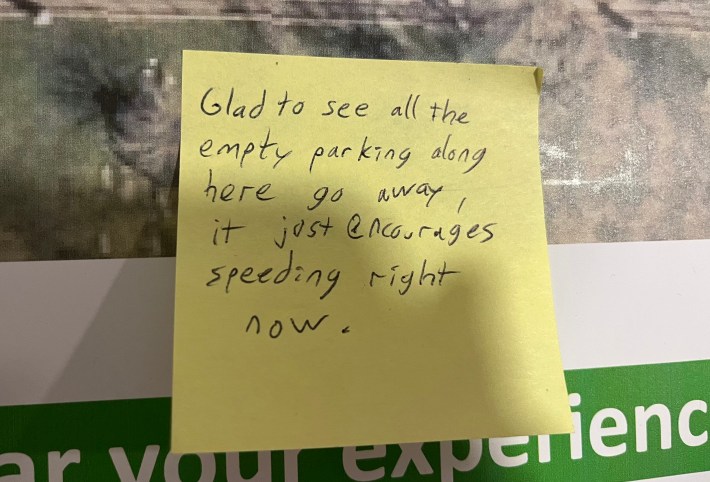 Glad to see all the
empty parking along
here go away,
it just encourages
speeding right
now.
ar your experienc